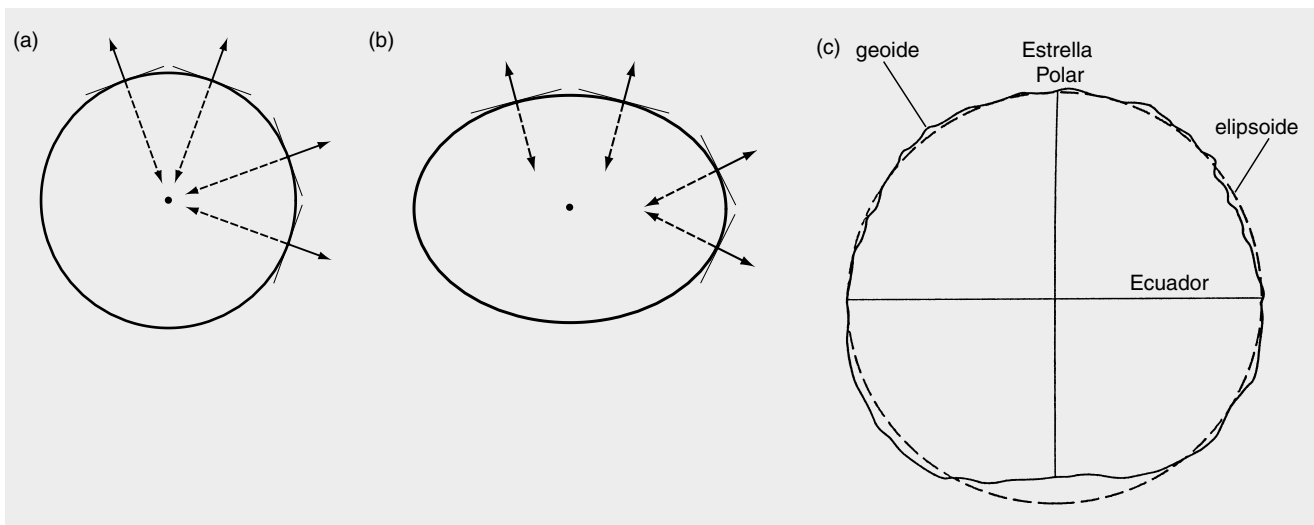 (a)
(b)
(c)
geoide
Estrella
Polar
elipsoide
Ecuador